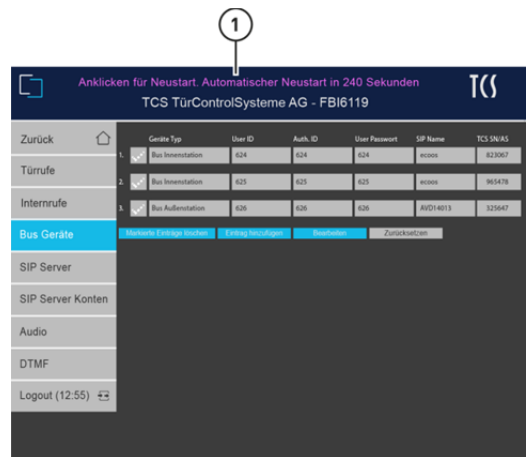 1
Anklicken für Neustart. Automatischer Neustart in 240 Sekunden
TCS TürControlSysteme AG - FBI6119
TCS
Zurück
Türrufe
Internrufe
Bus Geräte
SIP Server
SIP Server Konten
Audio
DTMF
Logout (12:55)
Geräte Typ User ID Auth. ID User Passwort SIP Name TCS SN/AS
1. Bus Innenstation 624 624 624 ecoos 823067
2. Bus Innenstation 625 625 625 ecoos 965478
3. Bus Außenstation 626 626 626 AVD14013 325647
Markierte Einträge löschen Eintrag hinzufügen Bearbeiten Zurücksetzen